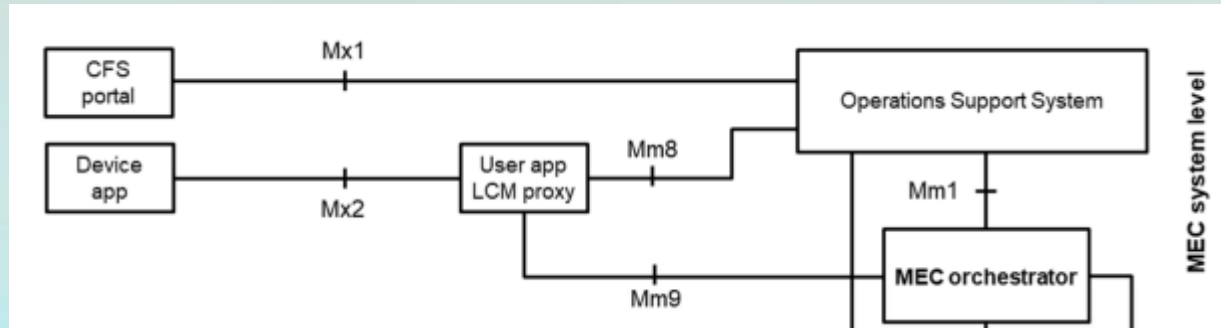 CFS
portal
Mx1
Operations Support System
Device
app
Mx2
User app
LCM proxy
Mm8
Mm1
MEC orchestrator
Mm9
MEC system level